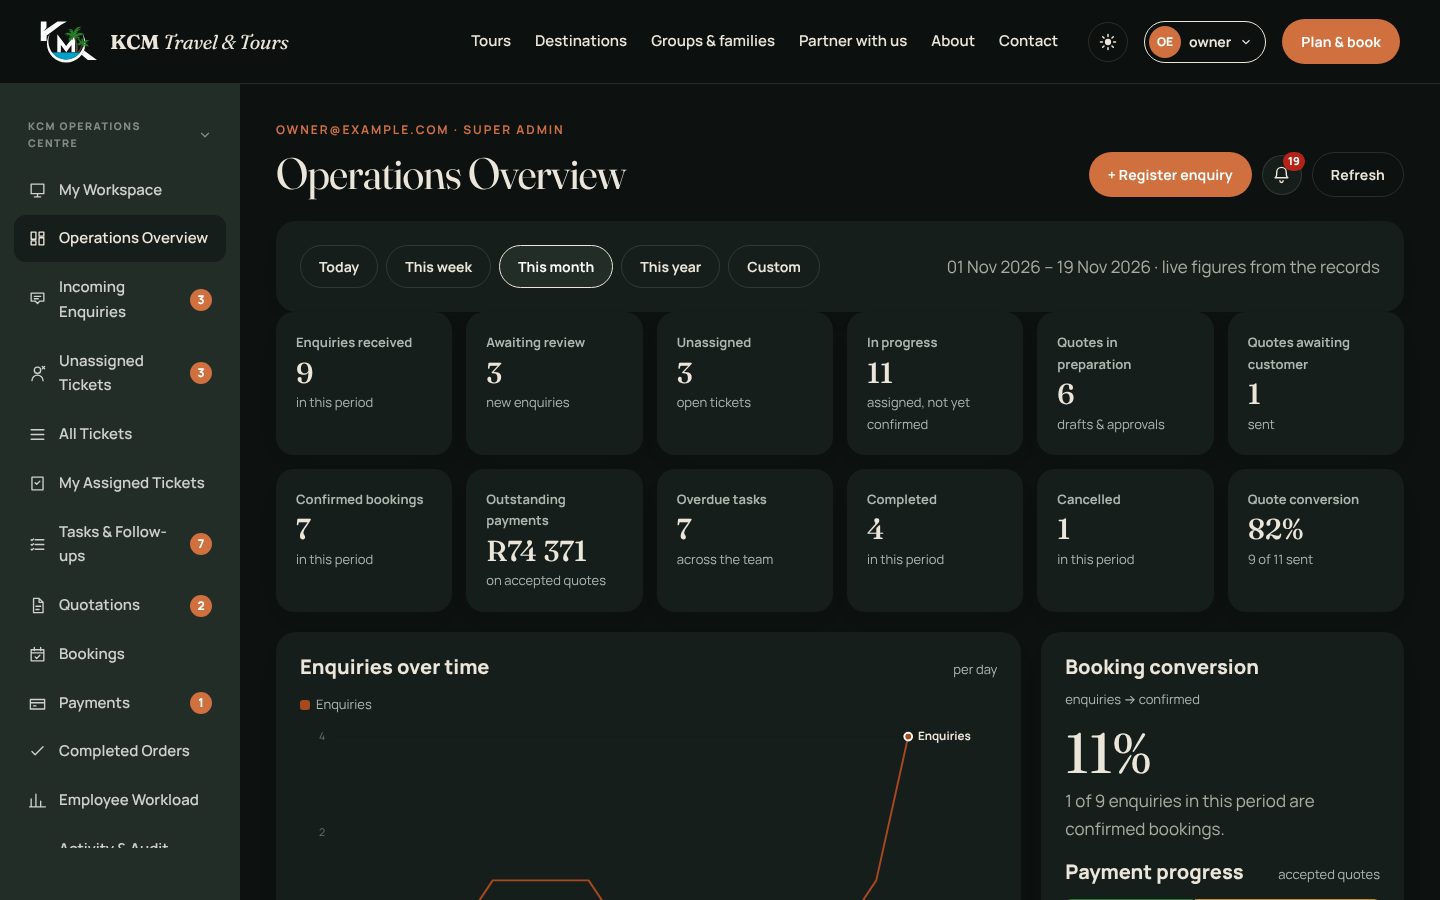 KCM Travel & Tours
Tours
Destinations
Groups & families
Partner with us
About
Contact
OE
owner
Plan & book
KCM OPERATIONS
CENTRE
My Workspace
Operations Overview
Incoming
Enquiries
3
Unassigned
Tickets
3
All Tickets
My Assigned Tickets
Tasks & Follow-
ups
7
Quotations
2
Bookings
Payments
1
Completed Orders
Employee Workload
Activity & Audit
OWNER@EXAMPLE.COM · SUPER ADMIN
Operations Overview
+ Register enquiry
19
Refresh
Today
This week
This month
This year
Custom
01 Nov 2026 – 19 Nov 2026 · live figures from the records
Enquiries received
9
in this period
Awaiting review
3
new enquiries
Unassigned
3
open tickets
In progress
11
assigned, not yet
confirmed
Quotes in
preparation
6
drafts & approvals
Quotes awaiting
customer
1
sent
Confirmed bookings
7
in this period
Outstanding
payments
R74 371
on accepted quotes
Overdue tasks
7
across the team
Completed
4
in this period
Cancelled
1
in this period
Quote conversion
82%
9 of 11 sent
Enquiries over time
per day
Enquiries
4
Enquiries
2
Booking conversion
enquiries → confirmed
11%
1 of 9 enquiries in this period are
confirmed bookings.
Payment progress
accepted quotes